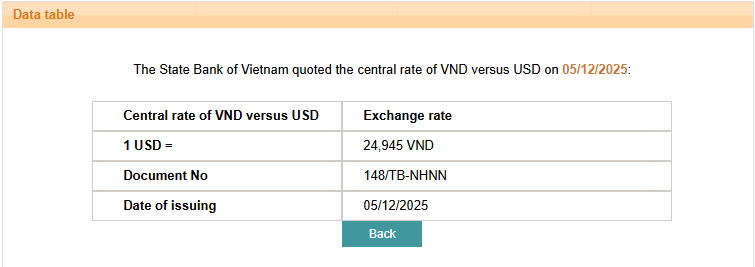 Data table
The State Bank of Vietnam quoted the central rate of VND versus USD on 05/12/2025:
Central rate of VND versus USD Exchange rate
1 USD = 24,945 VND
Document No 148/TB-NHNN
Date of issuing 05/12/2025
Back